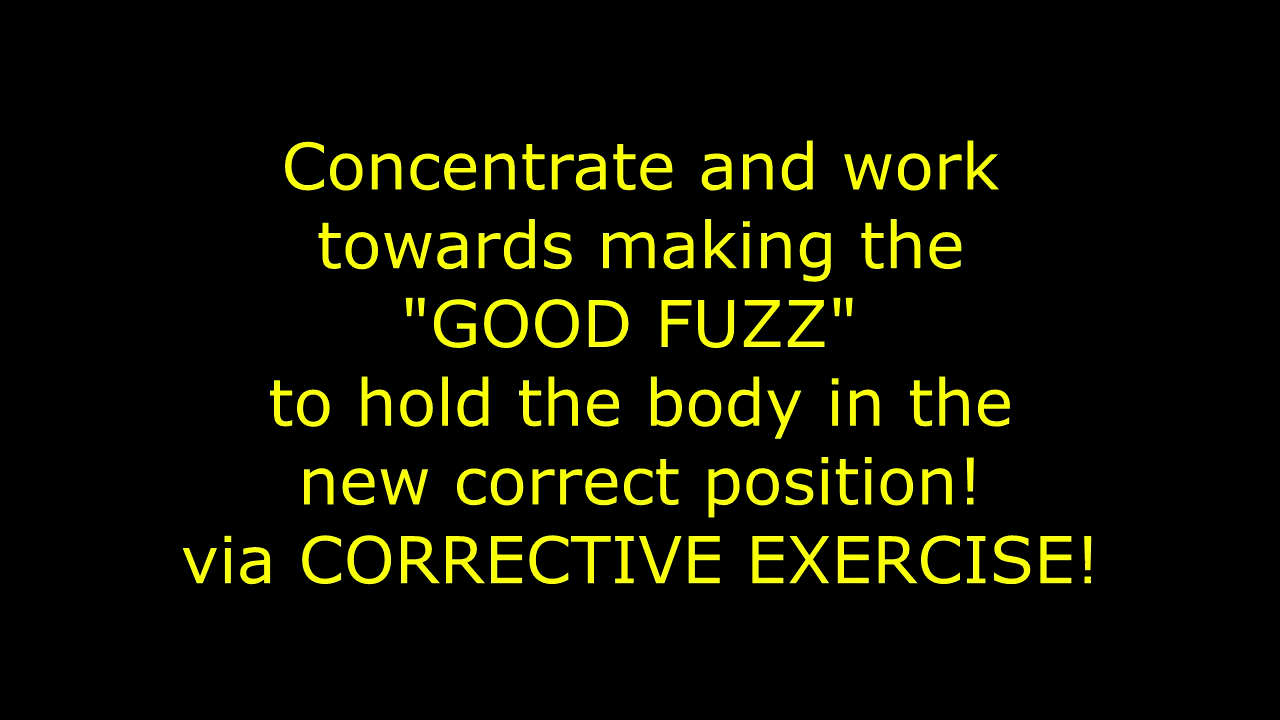 Concentrate and work
towards making the
"GOOD FUZZ"
to hold the body in the
new correct position!
via CORRECTIVE EXERCISE!